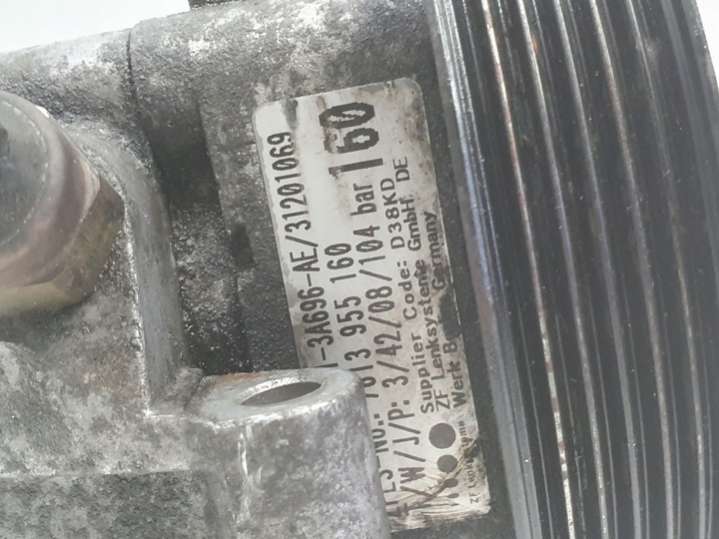 -3A696-AE/31201069
No.: 7613 955 160
/W/J/P: 3/42/08/104 bar 160
Supplier Code: D38KD
ZF Lenksysteme GmbH
Werk Germany DE